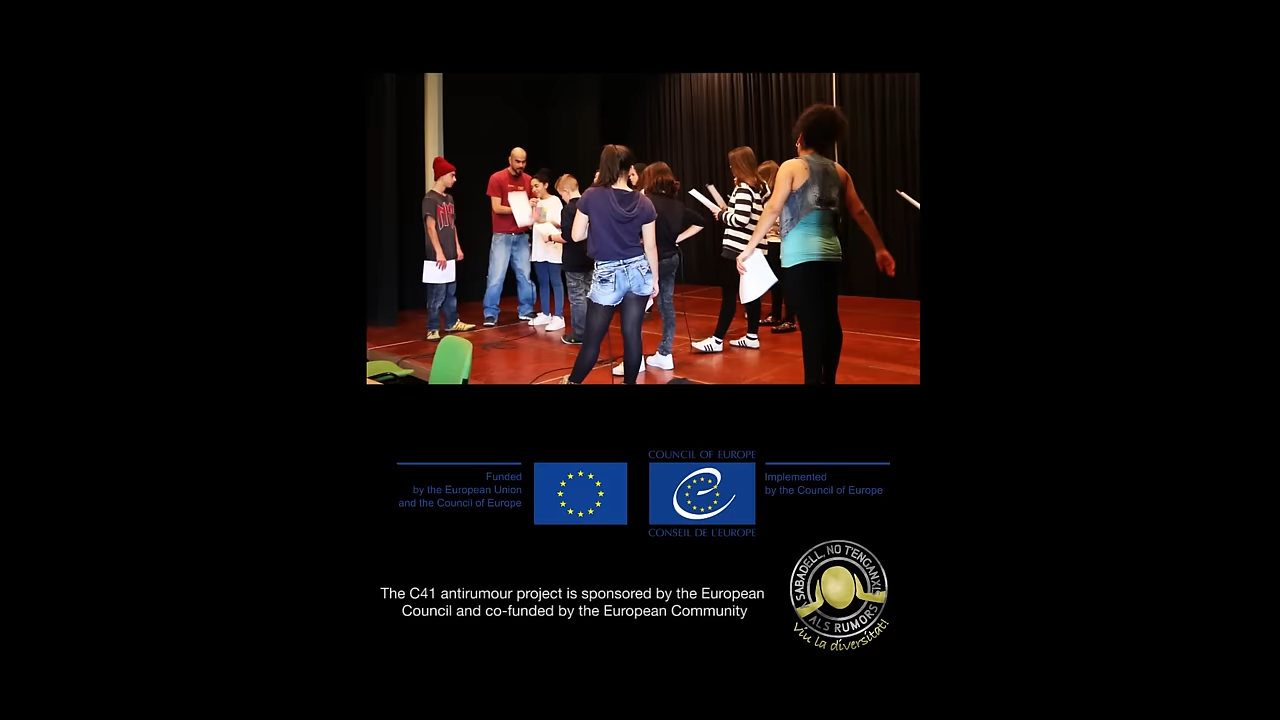 COUNCIL OF EUROPE
Funded
by the European Union
and the Council of Europe
Implemented
by the Council of Europe
CONSEIL DE L'EUROPE
The C41 antirumour project is sponsored by the European
Council and co-funded by the European Community
SABADELL, NO T'ENGANXIS
ALS RUMORS
Viu la diversitat!